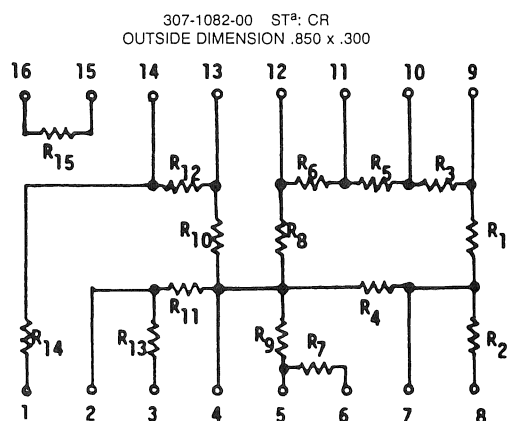 307-1082-00 STª: CR
OUTSIDE DIMENSION .850 x .300
16 15 14 13 12 11 10 9
R15
R12 R6 R5 R3
R10 R8 R1
R11 R4
R14 R13 R9 R7 R2
1 2 3 4 5 6 7 8